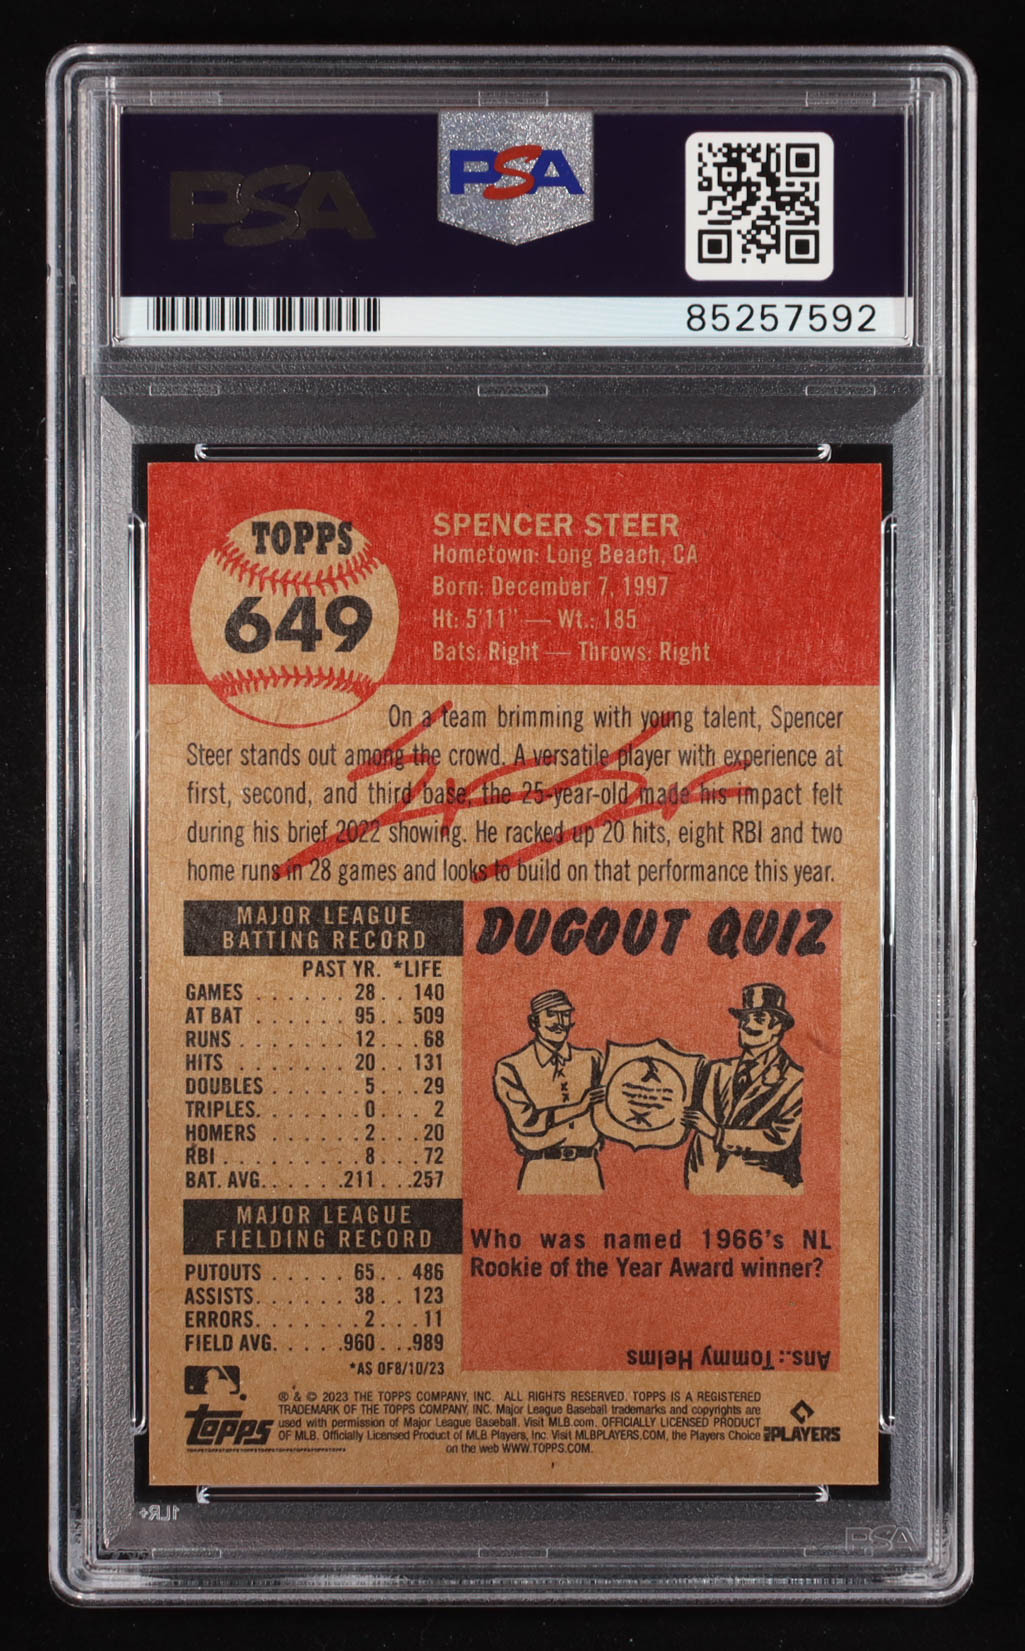 PSA
PSA
85257592
TOPPS
649
SPENCER STEER
Hometown: Long Beach, CA
Born: December 7, 1997
Ht: 5'11" — Wt.: 185
Bats: Right — Throws: Right
On a team brimming with young talent, Spencer
Steer stands out among the crowd. A versatile player with experience at
first, second, and third base, the 25-year-old made his impact felt
during his brief 2022 showing. He racked up 20 hits, eight RBI and two
home runs in 28 games and looks to build on that performance this year.
MAJOR LEAGUE
BATTING RECORD
PAST YR. *LIFE
GAMES . . . . . . 28 . . 140
AT BAT . . . . . . 95 . . 509
RUNS . . . . . . . 12 . . . 68
HITS . . . . . . . 20 . . 131
DOUBLES . . . . . . 5 . . . 29
TRIPLES. . . . . . . 0 . . . . 2
HOMERS . . . . . . 2 . . . 20
RBI . . . . . . . . . 8 . . . 72
BAT. AVG. . . . . .211 . . .257
MAJOR LEAGUE
FIELDING RECORD
PUTOUTS . . . . . 65 . . 486
ASSISTS. . . . . . 38 . . 123
ERRORS. . . . . . . 2 . . . 11
FIELD AVG. . . . .960 . . .989
*AS OF8/10/23
DUGOUT QUIZ
Who was named 1966's NL
Rookie of the Year Award winner?
Ans.: Tommy Helms
® & © 2023 THE TOPPS COMPANY, INC. ALL RIGHTS RESERVED. TOPPS IS A REGISTERED
TRADEMARK OF THE TOPPS COMPANY, INC. Major League Baseball trademarks and copyrights are
used with permission of Major League Baseball. Visit MLB.com. OFFICIALLY LICENSED PRODUCT
OF MLB. Officially Licensed Product of MLB Players, Inc. Visit MLBPLAYERS.COM, the Players Choice
on the web WWW.TOPPS.COM.
Topps
PLAYERS
1LR+
PSA